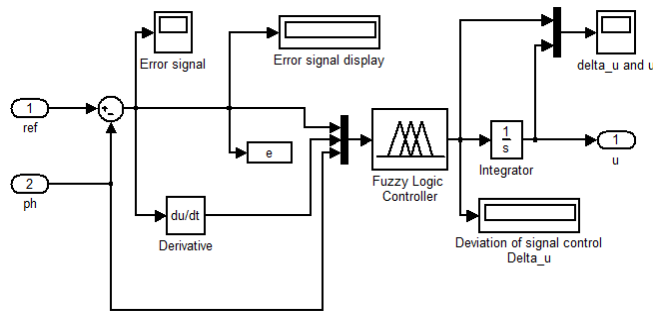 Error signal
Error signal display
delta_u and u
1
ref
+
-
e
Fuzzy Logic
Controller
1
s
Integrator
1
u
2
ph
du/dt
Derivative
Deviation of signal control
Delta_u